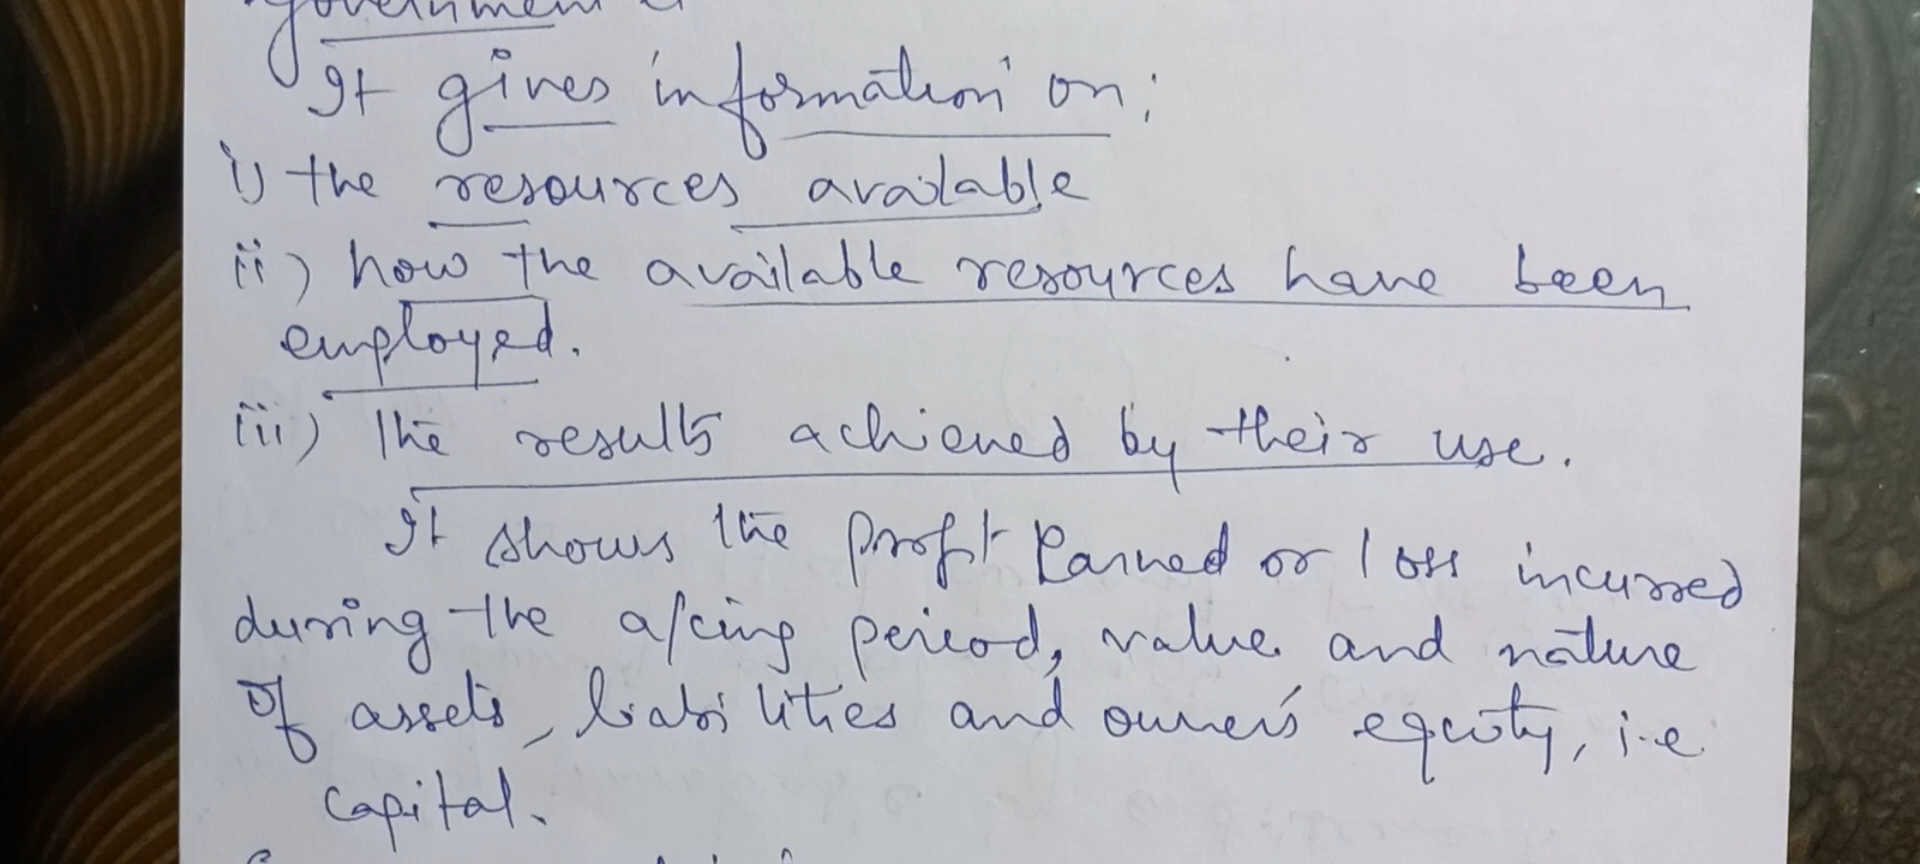 government
It gives information on;
i) the resources available
ii) how the available resources have been
employed.
iii) The results achieved by their use.
It shows the profit earned or loss incurred
during the a/cing period, value and nature
of assets, liabilities and owner's equity, i.e
capital.